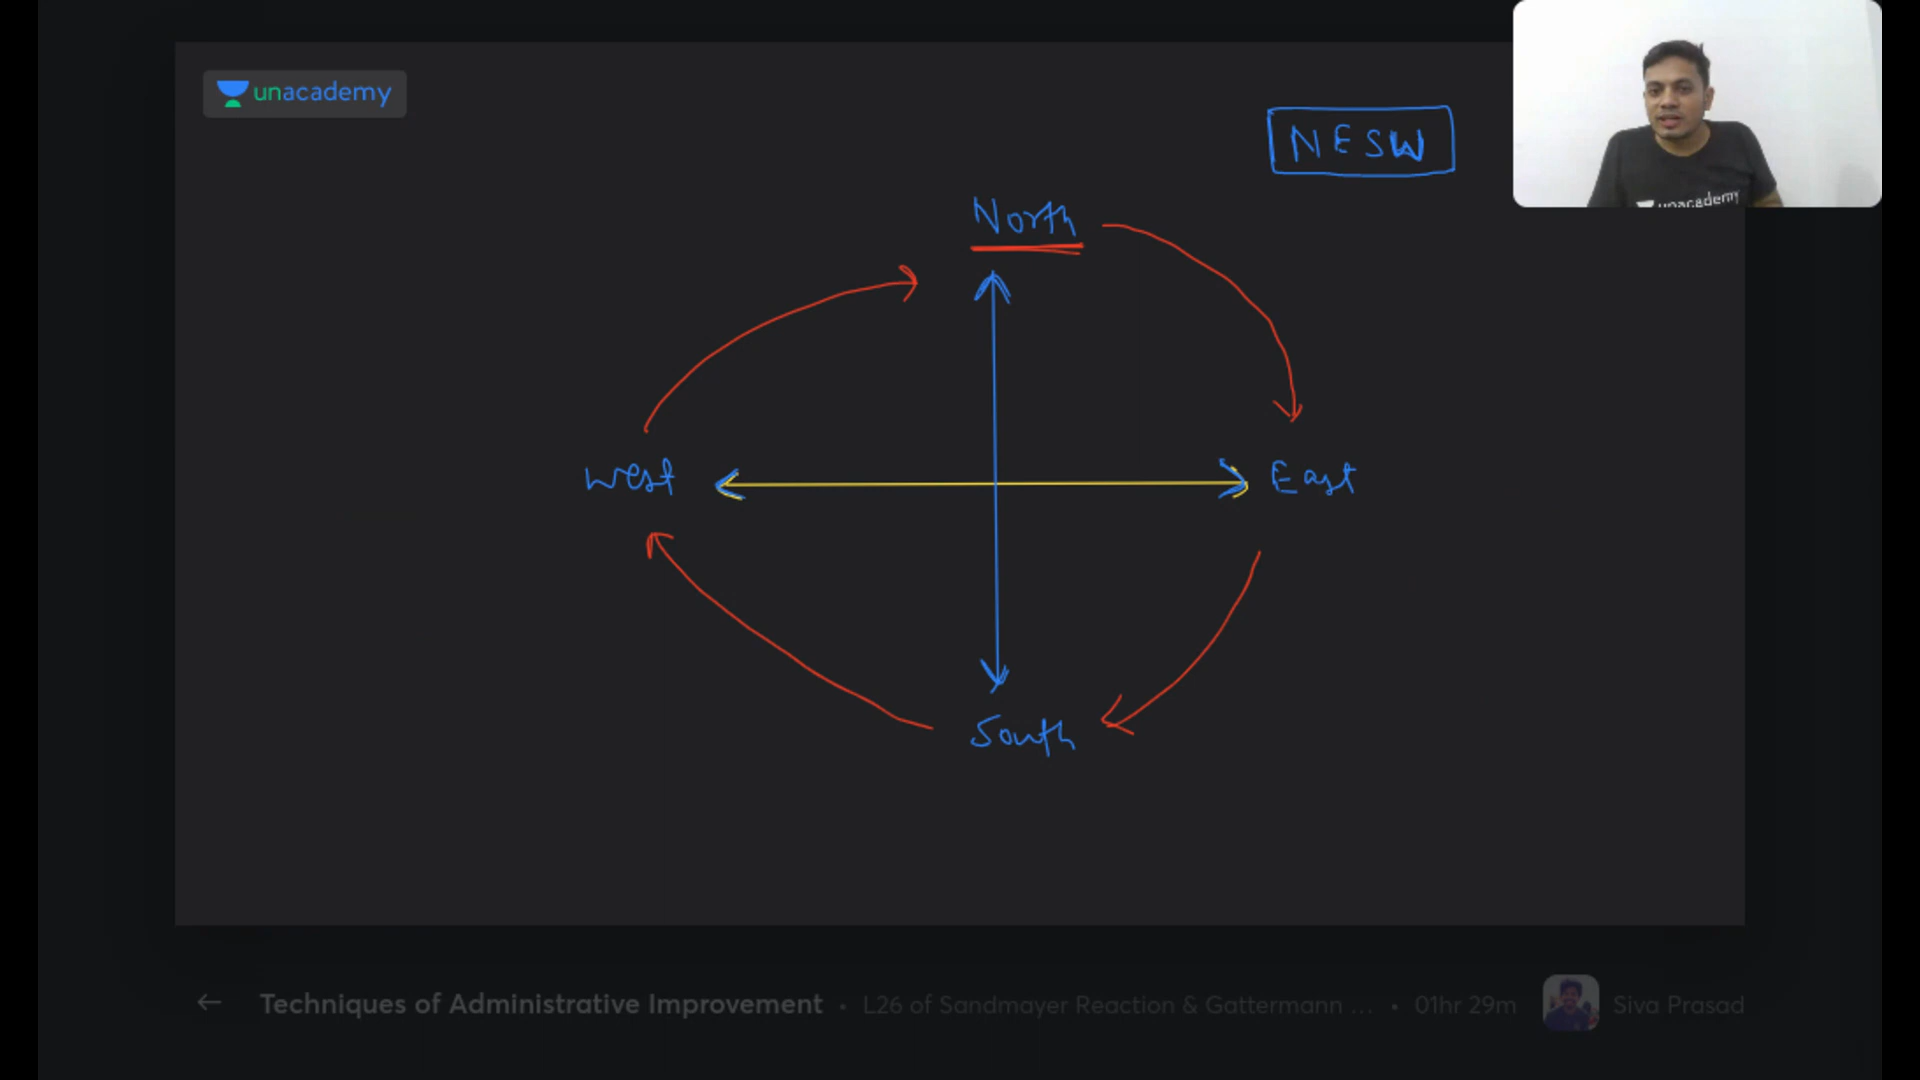 unacademy
NESW
North
West
East
South
unacademy
Techniques of Administrative Improvement • L26 of Sandmayer Reaction & Gattermann ... • 01hr 29m Siva Prasad